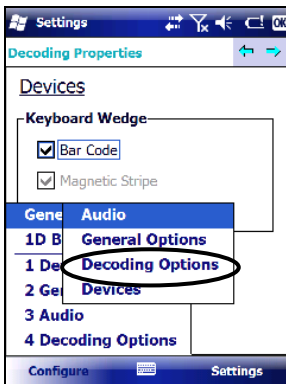 Settings OK
Decoding Properties
Devices
Keyboard Wedge
Bar Code
Magnetic Stripe
Gene Audio
1D B General Options
1 De Decoding Options
2 Ge Devices
3 Audio
4 Decoding Options
Configure Settings